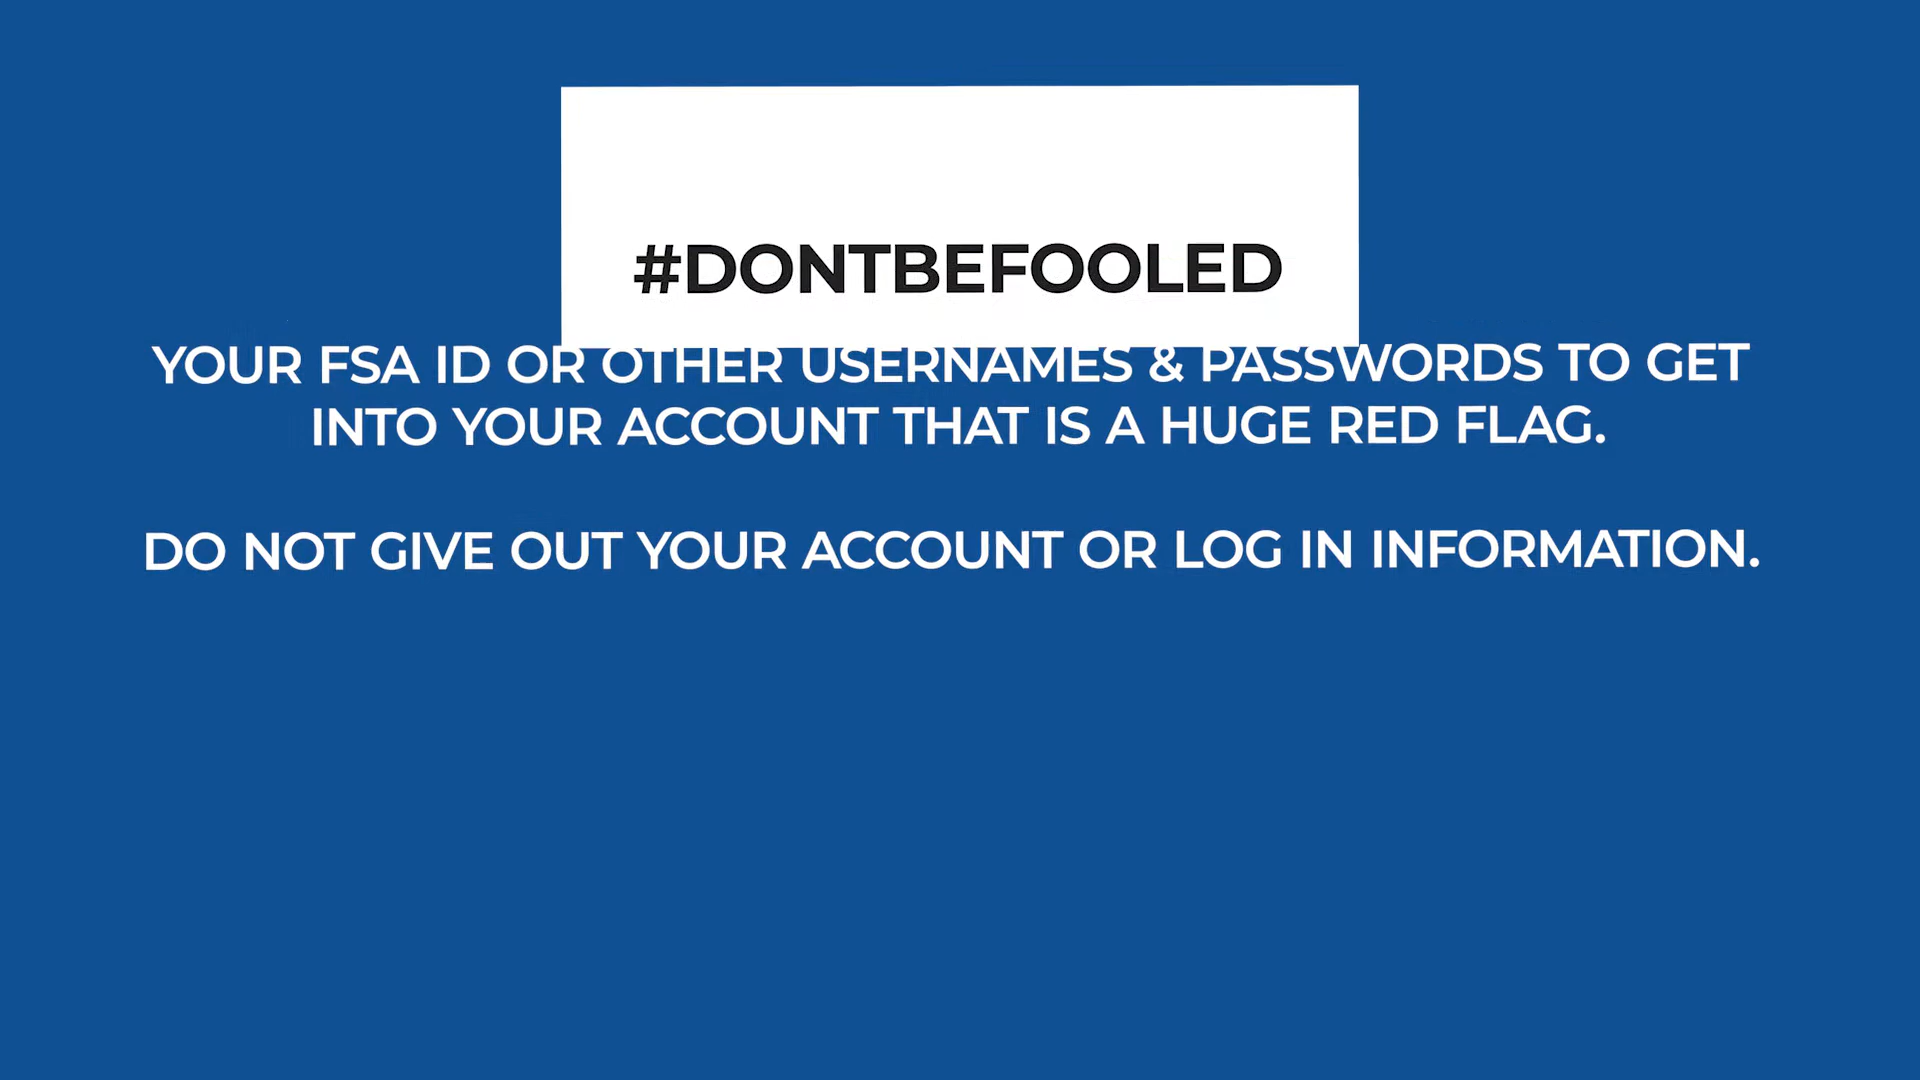 #DONTBEFOOLED
YOUR FSA ID OR OTHER USERNAMES & PASSWORDS TO GET
INTO YOUR ACCOUNT THAT IS A HUGE RED FLAG.
DO NOT GIVE OUT YOUR ACCOUNT OR LOG IN INFORMATION.